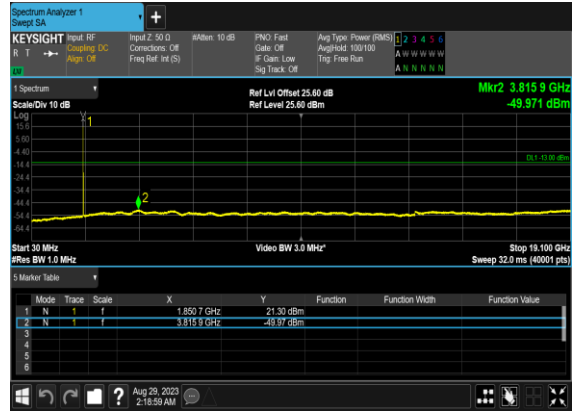 Spectrum Analyzer 1
Swept SA
+
KEYSIGHT Input: RF Input Z: 50 Ω #Atten: 10 dB PNO: Fast Avg Type: Power (RMS) 1 2 3 4 5 6
R T Coupling: DC Corrections: Off Gate: Off Avg|Hold: 100/100 A W W W W W
Align: Off Freq Ref: Int (S) IF Gain: Low Trig: Free Run
Sig Track: Off A N N N N N
1 Spectrum Ref Lvl Offset 25.60 dB Mkr2 3.815 9 GHz
Scale/Div 10 dB Ref Level 25.60 dBm -49.971 dBm
Log
15.6 1
5.60
-4.40
-14.4 DL1 -13.00 dBm
-24.4
-34.4
-44.4 2
-54.4
-64.4
Start 30 MHz Video BW 3.0 MHz* Stop 19.100 GHz
#Res BW 1.0 MHz Sweep 32.0 ms (40001 pts)
5 Marker Table
Mode Trace Scale X Y Function Function Width Function Value
1 N 1 f 1.850 7 GHz 21.30 dBm
2 N 1 f 3.815 9 GHz -49.97 dBm
3
4
5
6
? Aug 29, 2023
2:18:59 AM